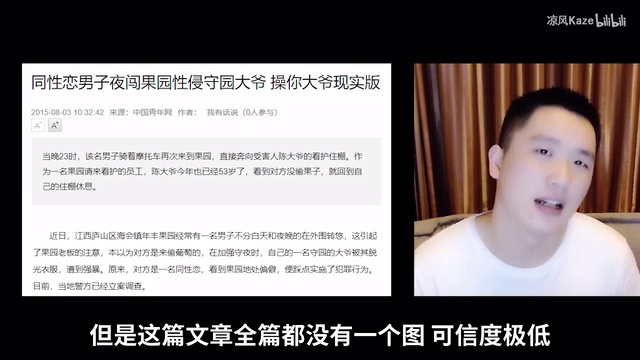 凉风Kaze bilibili
同性恋男子夜闯果园性侵守园大爷 操你大爷现实版
2015-08-03 10:32:42 来源：中国青年网 作者： 我有话说（0人参与）
A- A+
当晚23时，该名男子骑着摩托车再次来到果园，直接奔向受害人陈大爷的看护住棚。作
为一名果园请来看护的员工，陈大爷今年也已经53岁了，看到对方没偷果子，就回到自
己的住棚休息。
近日，江西庐山区海会镇年丰果园经常有一名男子不分白天和夜晚的在外围转悠，这引起
了果园老板的注意，本以为对方是来偷葡萄的，在加强守夜时，自己的一名守园的大爷被其脱
光衣服，遭到强暴。原来，对方是一名同性恋，看到果园地处偏僻，便踩点实施了犯罪行为。
目前，当地警方已经立案调查。
但是这篇文章全篇都没有一个图 可信度极低